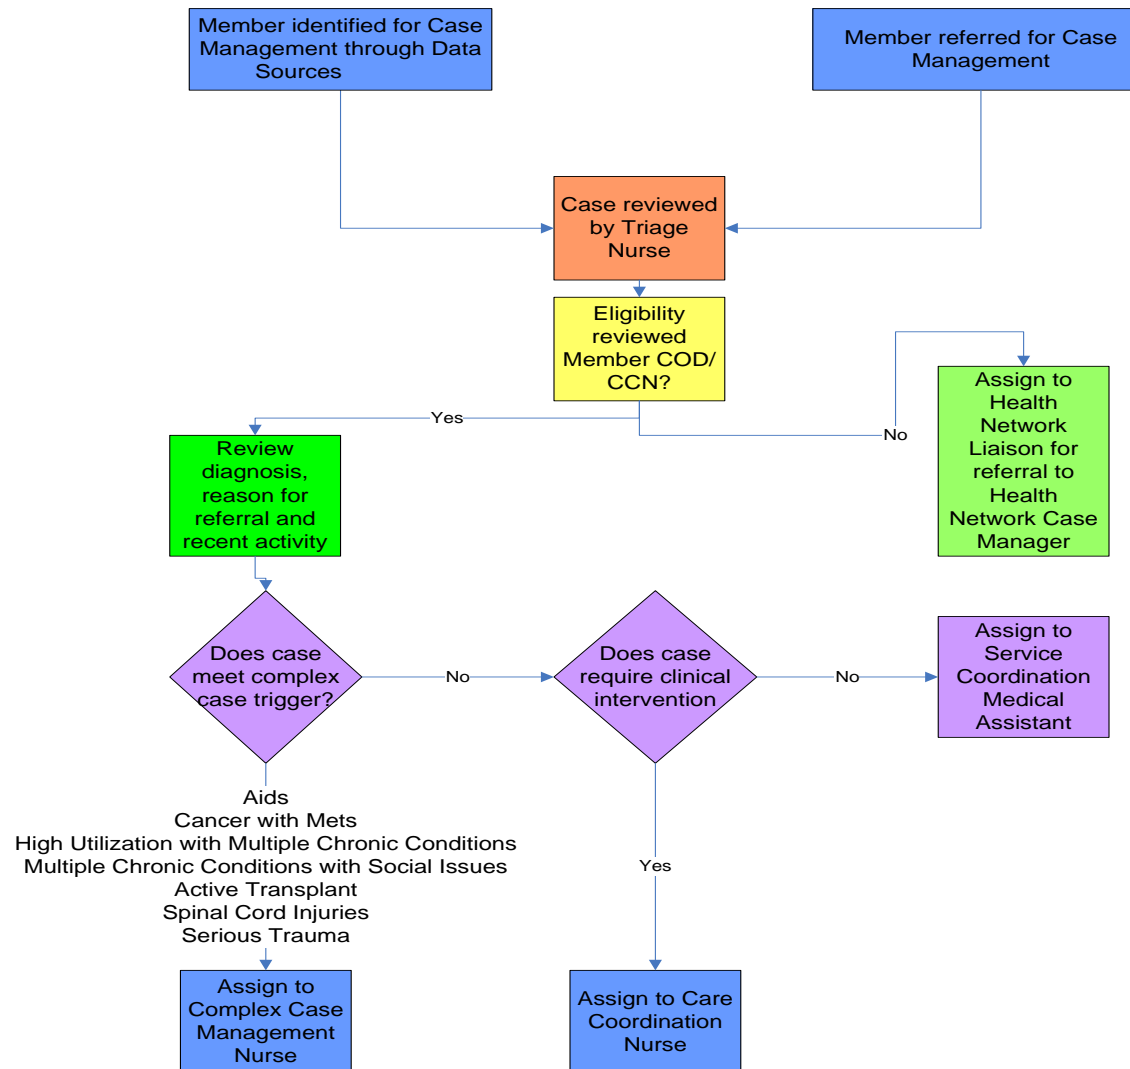 Member identified for Case
Management through Data
Sources
Member referred for Case
Management
Case reviewed
by Triage
Nurse
Eligibility
reviewed
Member COD/
CCN?
Yes
No
Assign to
Health
Network
Liaison for
referral to
Health
Network Case
Manager
Review
diagnosis,
reason for
referral and
recent activity
Does case
meet complex
case trigger?
No
Does case
require clinical
intervention
No
Assign to
Service
Coordination
Medical
Assistant
Aids
Cancer with Mets
High Utilization with Multiple Chronic Conditions
Multiple Chronic Conditions with Social Issues
Active Transplant
Spinal Cord Injuries
Serious Trauma
Yes
Assign to
Complex Case
Management
Nurse
Assign to Care
Coordination
Nurse